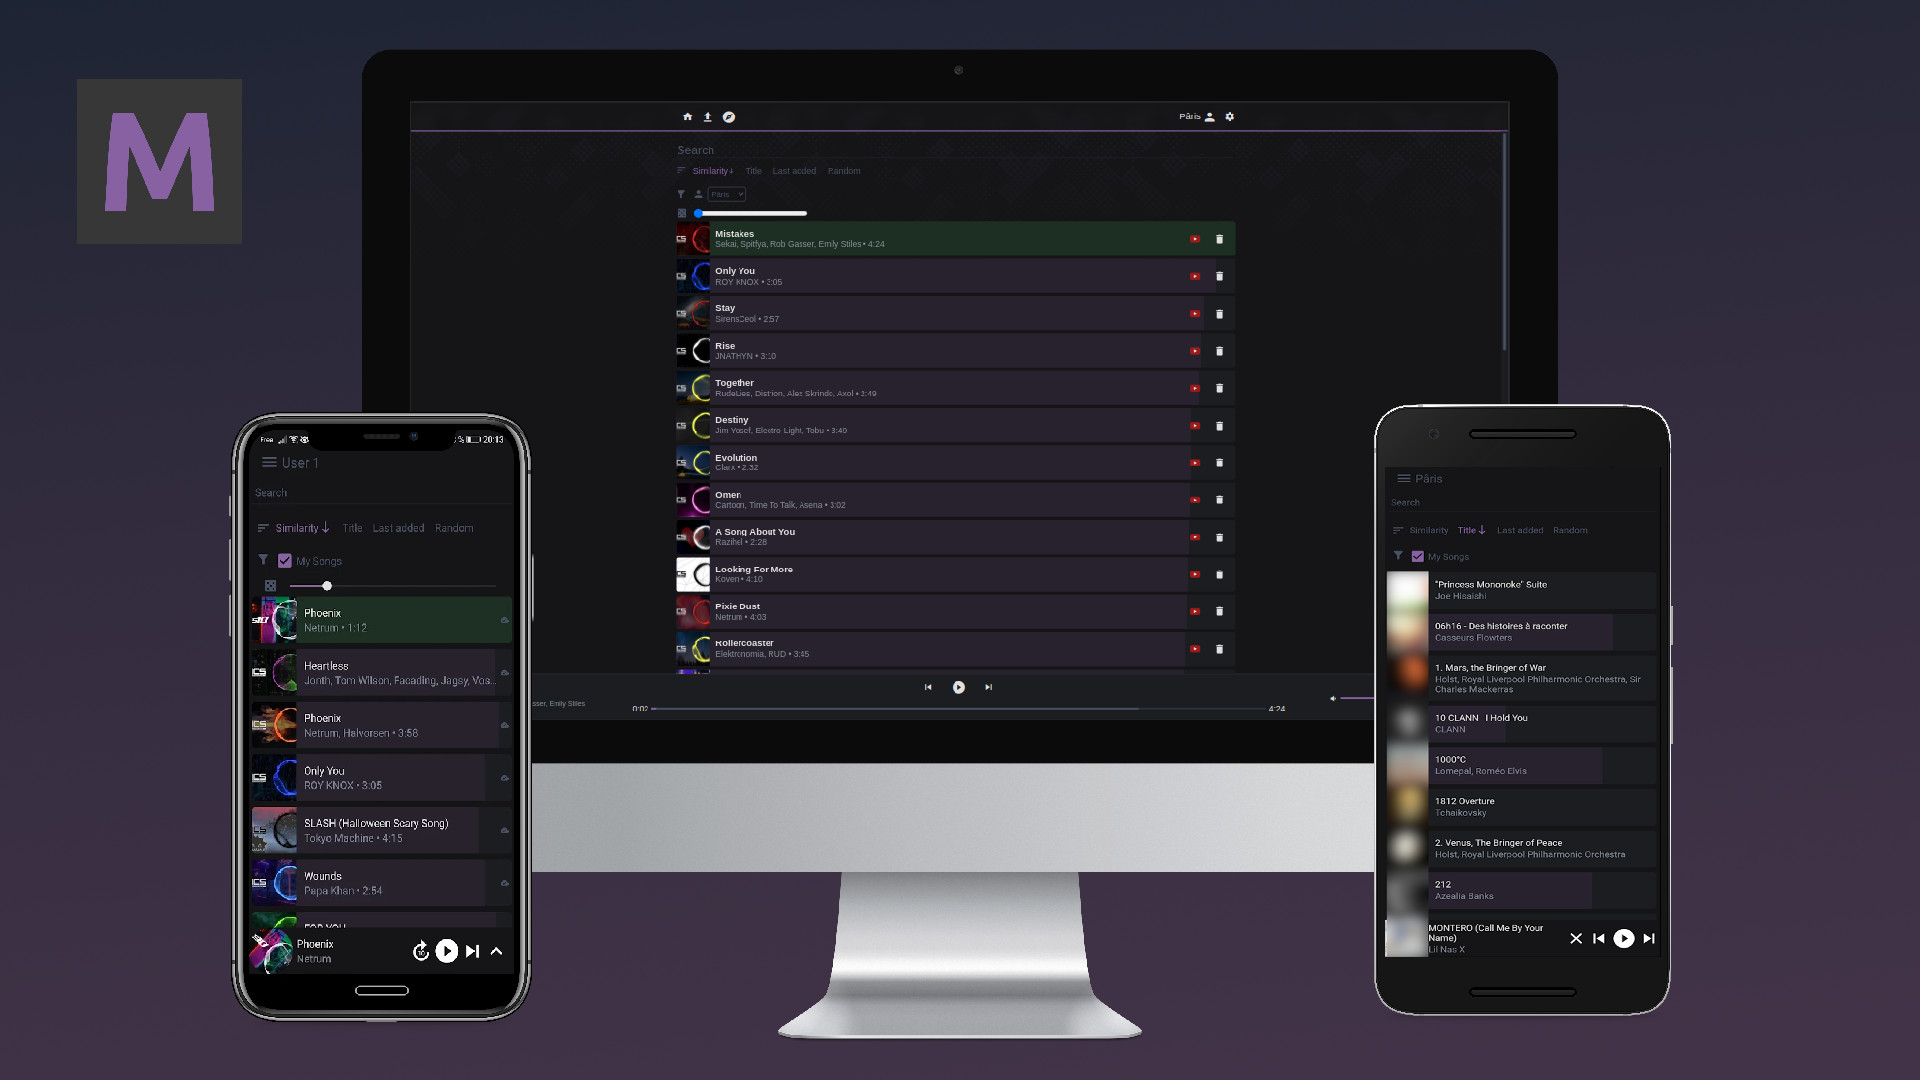 M
Pâris
Search
Similarity↓ Title Last added Random
Pâris
Mistakes
Sekai, Spitfya, Rob Gasser, Emily Stiles • 4:24
Only You
ROY KNOX • 3:05
Stay
SirensCeol • 2:57
Rise
JNATHYN • 3:10
Together
RudeLies, Distrion, Alex Skrindo, Axol • 3:49
Destiny
Jim Yosef, Electro-Light, Tobu • 3:40
Evolution
Clarx • 2:32
Omen
Cartoon, Time To Talk, Asena • 3:02
A Song About You
Razihel • 2:28
Looking For More
Koven • 4:10
Pixie Dust
Netrum • 4:03
Rollercoaster
Elektronomia, RUD • 3:45
sser, Emily Stiles
0:02
4:24
Free
20:13
User 1
Search
Similarity ↓ Title Last added Random
My Songs
Phoenix
Netrum • 1:12
Heartless
Jonth, Tom Wilson, Facading, Jagsy, Vos...
Phoenix
Netrum, Halvorsen • 3:58
Only You
ROY KNOX • 3:05
SLASH (Halloween Scary Song)
Tokyo Machine • 4:15
Wounds
Papa Khan • 2:54
FOR YOU
Phoenix
Netrum
10
Pâris
Search
Similarity Title ↓ Last added Random
My Songs
"Princess Mononoke" Suite
Joe Hisaishi
06h16 - Des histoires à raconter
Casseurs Flowters
1. Mars, the Bringer of War
Holst, Royal Liverpool Philharmonic Orchestra, Sir
Charles Mackerras
10 CLANN I Hold You
CLANN
1000°C
Lomepal, Roméo Elvis
1812 Overture
Tchaikovsky
2. Venus, The Bringer of Peace
Holst, Royal Liverpool Philharmonic Orchestra
212
Azealia Banks
MONTERO (Call Me By Your
Name)
Lil Nas X